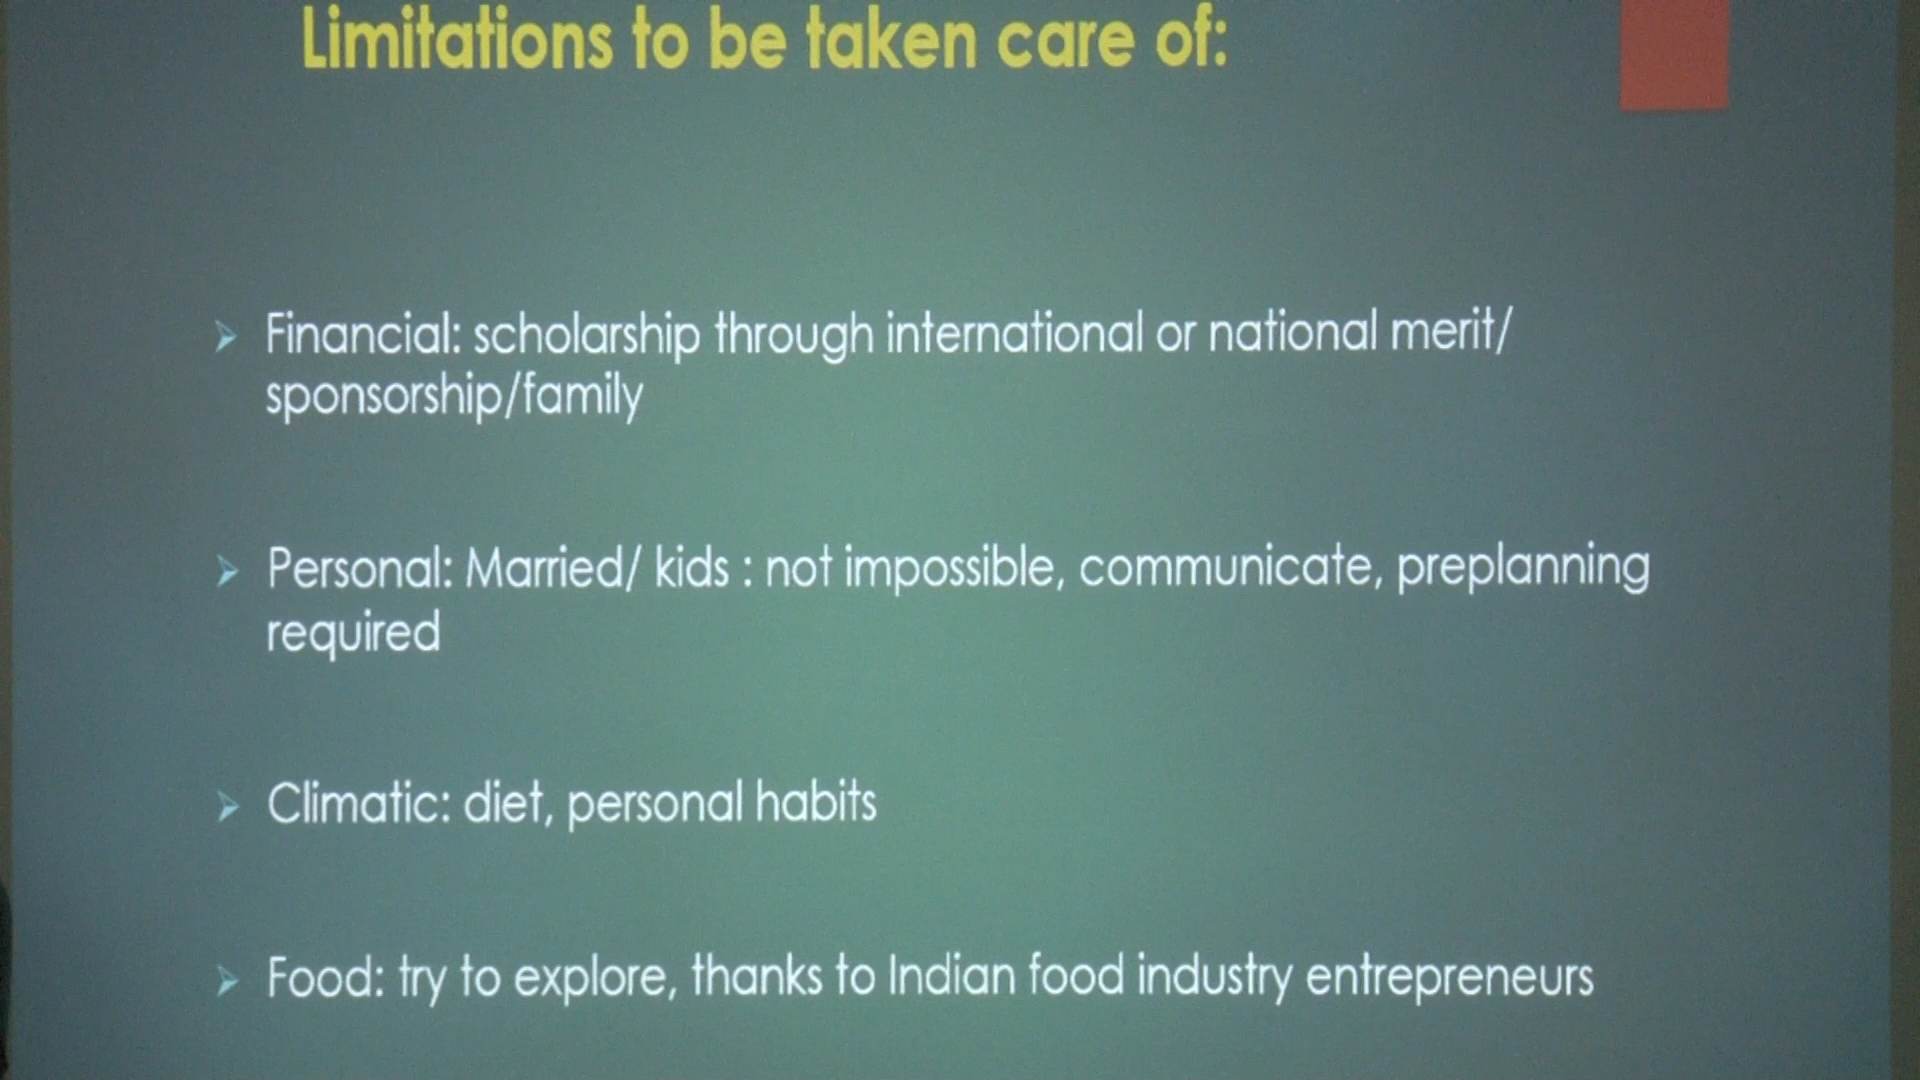 Limitations to be taken care of:
Financial: scholarship through international or national merit/
sponsorship/family
Personal: Married/ kids : not impossible, communicate, preplanning
required
Climatic: diet, personal habits
Food: try to explore, thanks to Indian food industry entrepreneurs